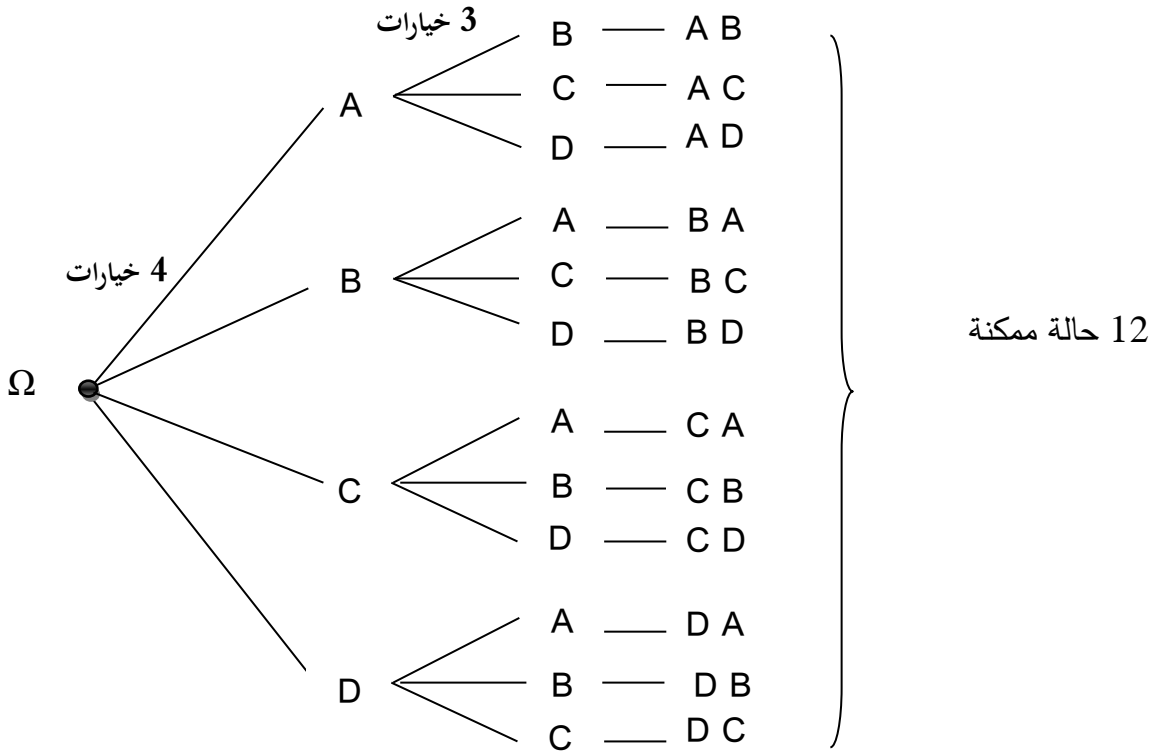 3 خيارات
B A B
A C A C
D A D
A B A
4 خيارات
B C B C
D B D
12 حالة ممكنة
Ω
A C A
C B C B
D C D
A D A
D B D B
C D C